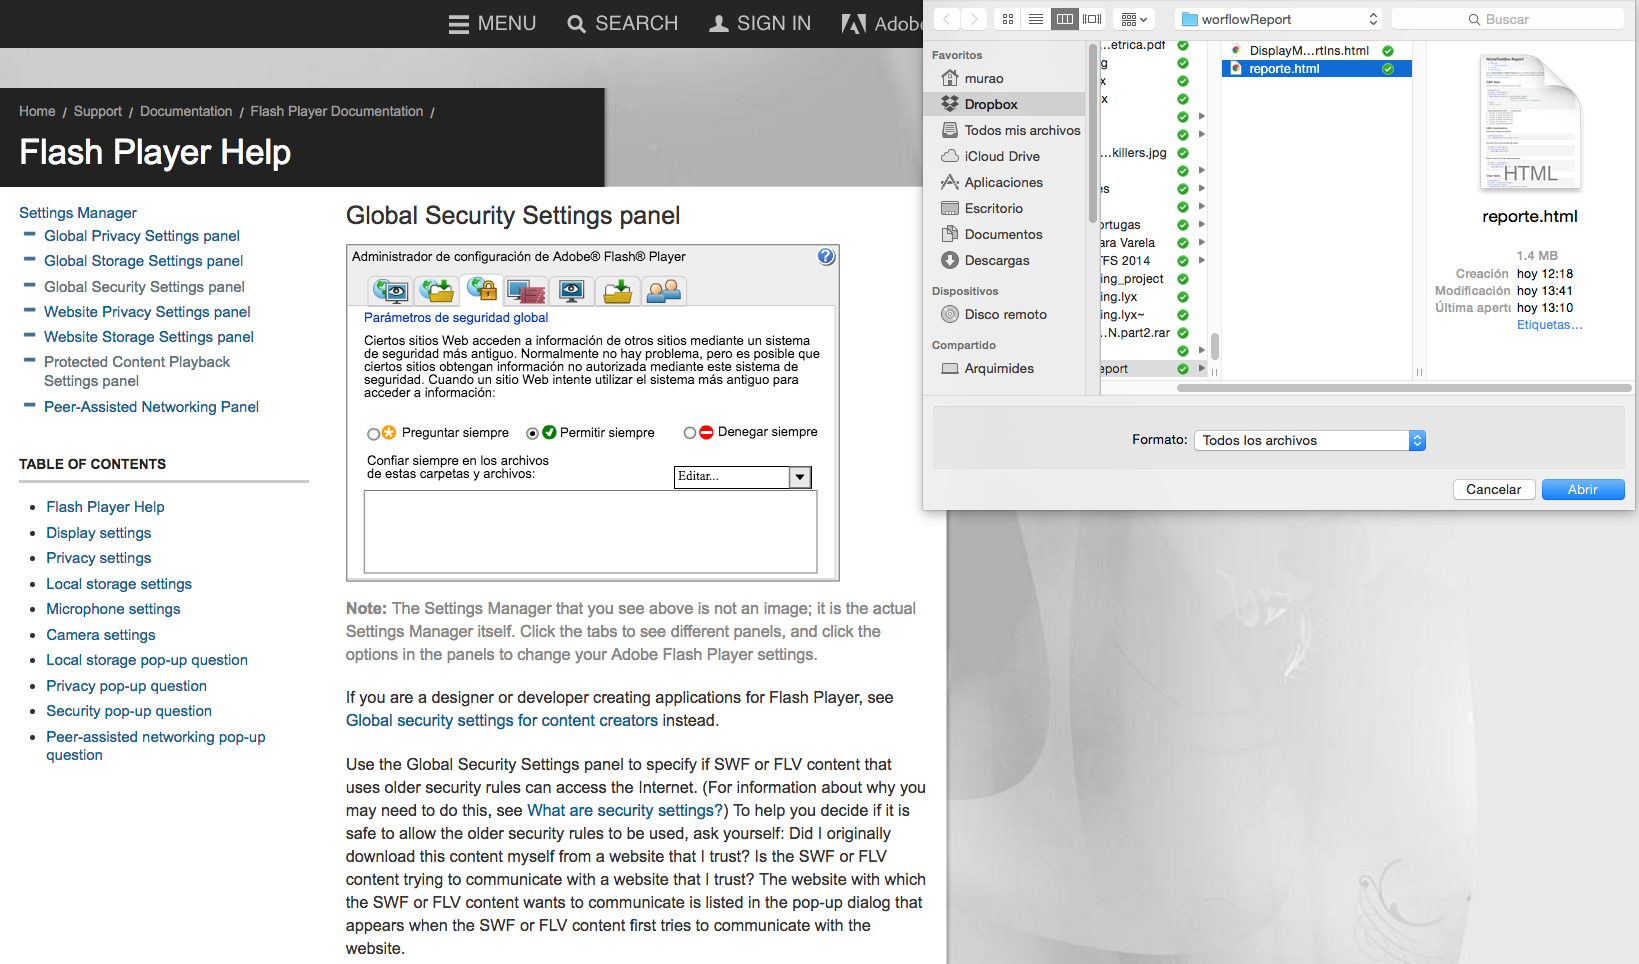 MENU SEARCH SIGN IN Adobe
Home / Support / Documentation / Flash Player Documentation /
Flash Player Help
Settings Manager
Global Privacy Settings panel
Global Storage Settings panel
Global Security Settings panel
Website Privacy Settings panel
Website Storage Settings panel
Protected Content Playback
Settings panel
Peer-Assisted Networking Panel
TABLE OF CONTENTS
Flash Player Help
Display settings
Privacy settings
Local storage settings
Microphone settings
Camera settings
Local storage pop-up question
Privacy pop-up question
Security pop-up question
Peer-assisted networking pop-up
question
Global Security Settings panel
Administrador de configuración de Adobe® Flash® Player
?
Parámetros de seguridad global
Ciertos sitios Web acceden a información de otros sitios mediante un sistema
de seguridad más antiguo. Normalmente no hay problema, pero es posible que
ciertos sitios obtengan información no autorizada mediante este sistema de
seguridad. Cuando un sitio Web intente utilizar el sistema más antiguo para
acceder a información:
Preguntar siempre Permitir siempre Denegar siempre
Confiar siempre en los archivos
de estas carpetas y archivos:
Editar...
Note: The Settings Manager that you see above is not an image; it is the actual
Settings Manager itself. Click the tabs to see different panels, and click the
options in the panels to change your Adobe Flash Player settings.
If you are a designer or developer creating applications for Flash Player, see
Global security settings for content creators instead.
Use the Global Security Settings panel to specify if SWF or FLV content that
uses older security rules can access the Internet. (For information about why you
may need to do this, see What are security settings?) To help you decide if it is
safe to allow the older security rules to be used, ask yourself: Did I originally
download this content myself from a website that I trust? Is the SWF or FLV
content trying to communicate with a website that I trust? The website with which
the SWF or FLV content wants to communicate is listed in the pop-up dialog that
appears when the SWF or FLV content first tries to communicate with the
website.
worflowReport
Buscar
Favoritos
murao
Dropbox
Todos mis archivos
iCloud Drive
Aplicaciones
Escritorio
Documentos
Descargas
Dispositivos
Disco remoto
Compartido
Arquimides
...etrica.pdf
g
x
x
...killers.jpg
es
ortugas
ara Varela
TFS 2014
ing_project
ing.lyx
ing.lyx~
...N.part2.rar
eport
DisplayM...rtIns.html
reporte.html
HTML
reporte.html
1.4 MB
Creación hoy 12:18
Modificación hoy 13:41
Última apertu hoy 13:10
Etiquetas...
Formato: Todos los archivos
Cancelar Abrir